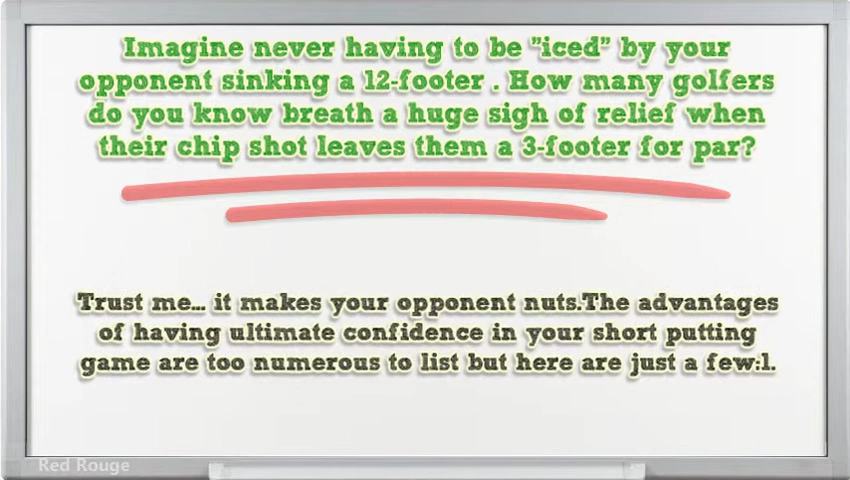 Imagine never having to be "iced" by your
opponent sinking a 12-footer . How many golfers
do you know breath a huge sigh of relief when
their chip shot leaves them a 3-footer for par?
Trust me... it makes your opponent nuts.The advantages
of having ultimate confidence in your short putting
game are too numerous to list but here are just a few:1.
Red Rouge